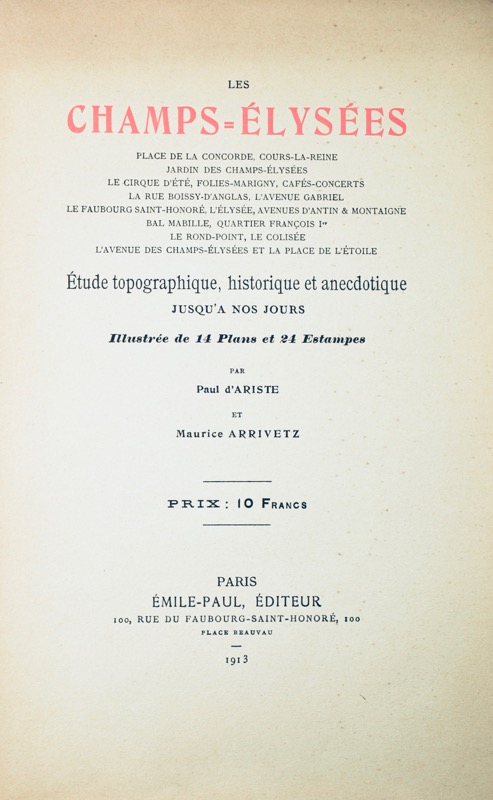 LES
CHAMPS=ÉLYSÉES
PLACE DE LA CONCORDE, COURS-LA-REINE
JARDIN DES CHAMPS-ÉLYSÉES
LE CIRQUE D'ÉTÉ, FOLIES-MARIGNY, CAFÉS-CONCERTS
LA RUE BOISSY-D'ANGLAS, L'AVENUE GABRIEL
LE FAUBOURG SAINT-HONORÉ, L'ÉLYSÉE, AVENUES D'ANTIN & MONTAIGNE
BAL MABILLE, QUARTIER FRANÇOIS Ier
LE ROND-POINT, LE COLISÉE
L'AVENUE DES CHAMPS-ÉLYSÉES ET LA PLACE DE L'ÉTOILE
Étude topographique, historique et anecdotique
JUSQU'A NOS JOURS
Illustrée de 14 Plans et 24 Estampes
PAR
Paul d'ARISTE
ET
Maurice ARRIVETZ
PRIX : 10 FRANCS
PARIS
ÉMILE-PAUL, ÉDITEUR
100, RUE DU FAUBOURG-SAINT-HONORÉ, 100
PLACE BEAUVAU
1913